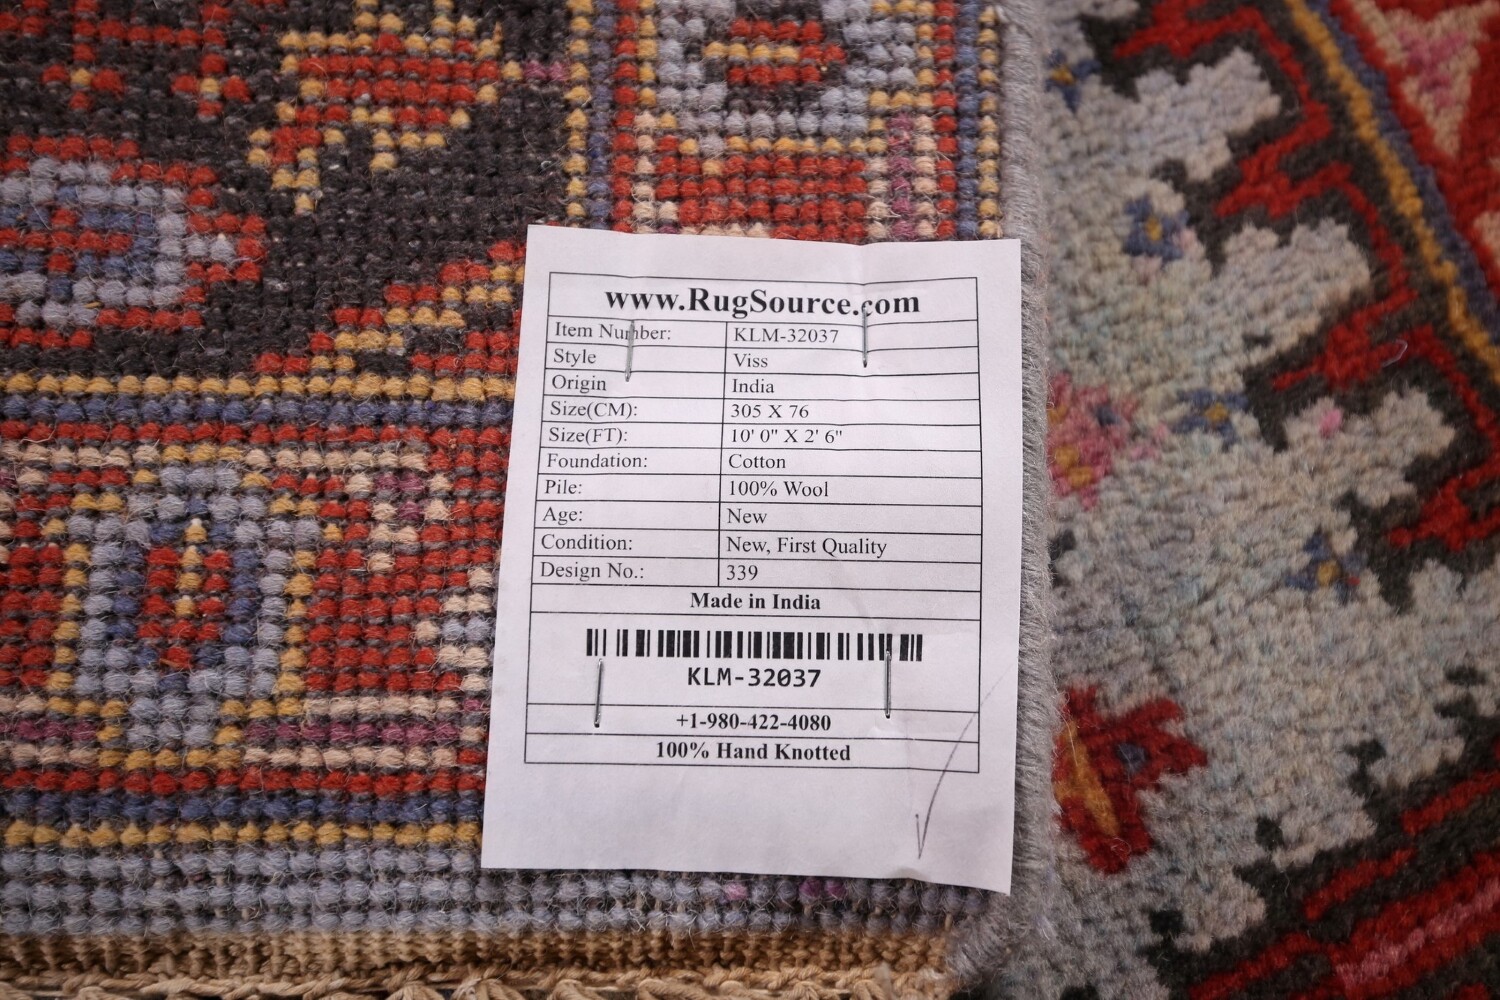 www.RugSource.com
Item Number: KLM-32037
Style Viss
Origin India
Size(CM): 305 X 76
Size(FT): 10' 0" X 2' 6"
Foundation: Cotton
Pile: 100% Wool
Age: New
Condition: New, First Quality
Design No.: 339
Made in India
KLM-32037
+1-980-422-4080
100% Hand Knotted